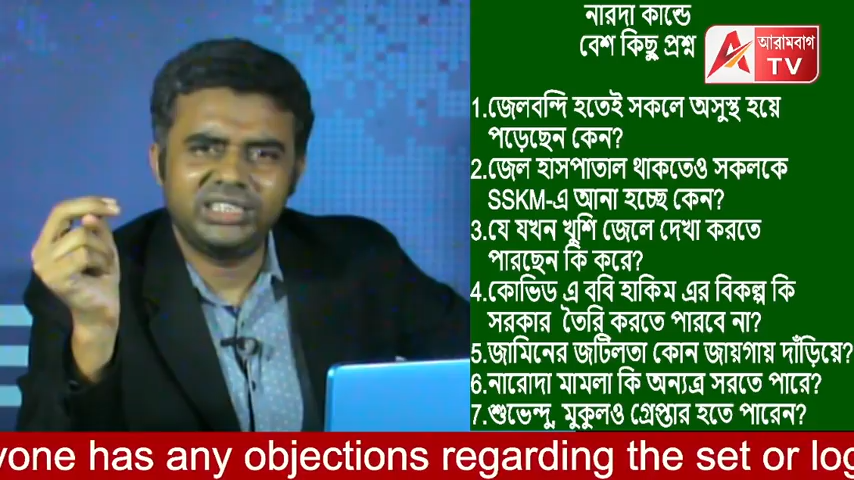 নারদা কান্ডে
বেশ কিছু প্রশ্ন
A আরামবাগ
TV
1.জেলবন্দি হতেই সকলে অসুস্থ হয়ে
পড়েছেন কেন?
2.জেল হাসপাতাল থাকতেও সকলকে
SSKM-এ আনা হচ্ছে কেন?
3.যে যখন খুশি জেলে দেখা করতে
পারছেন কি করে?
4.কোভিড এ ববি হাকিম এর বিকল্প কি
সরকার তৈরি করতে পারবে না?
5.জামিনের জটিলতা কোন জায়গায় দাঁড়িয়ে?
6.নারোদা মামলা কি অন্যত্র সরতে পারে?
7.শুভেন্দু, মুকুলও গ্রেপ্তার হতে পারেন?
yone has any objections regarding the set or log